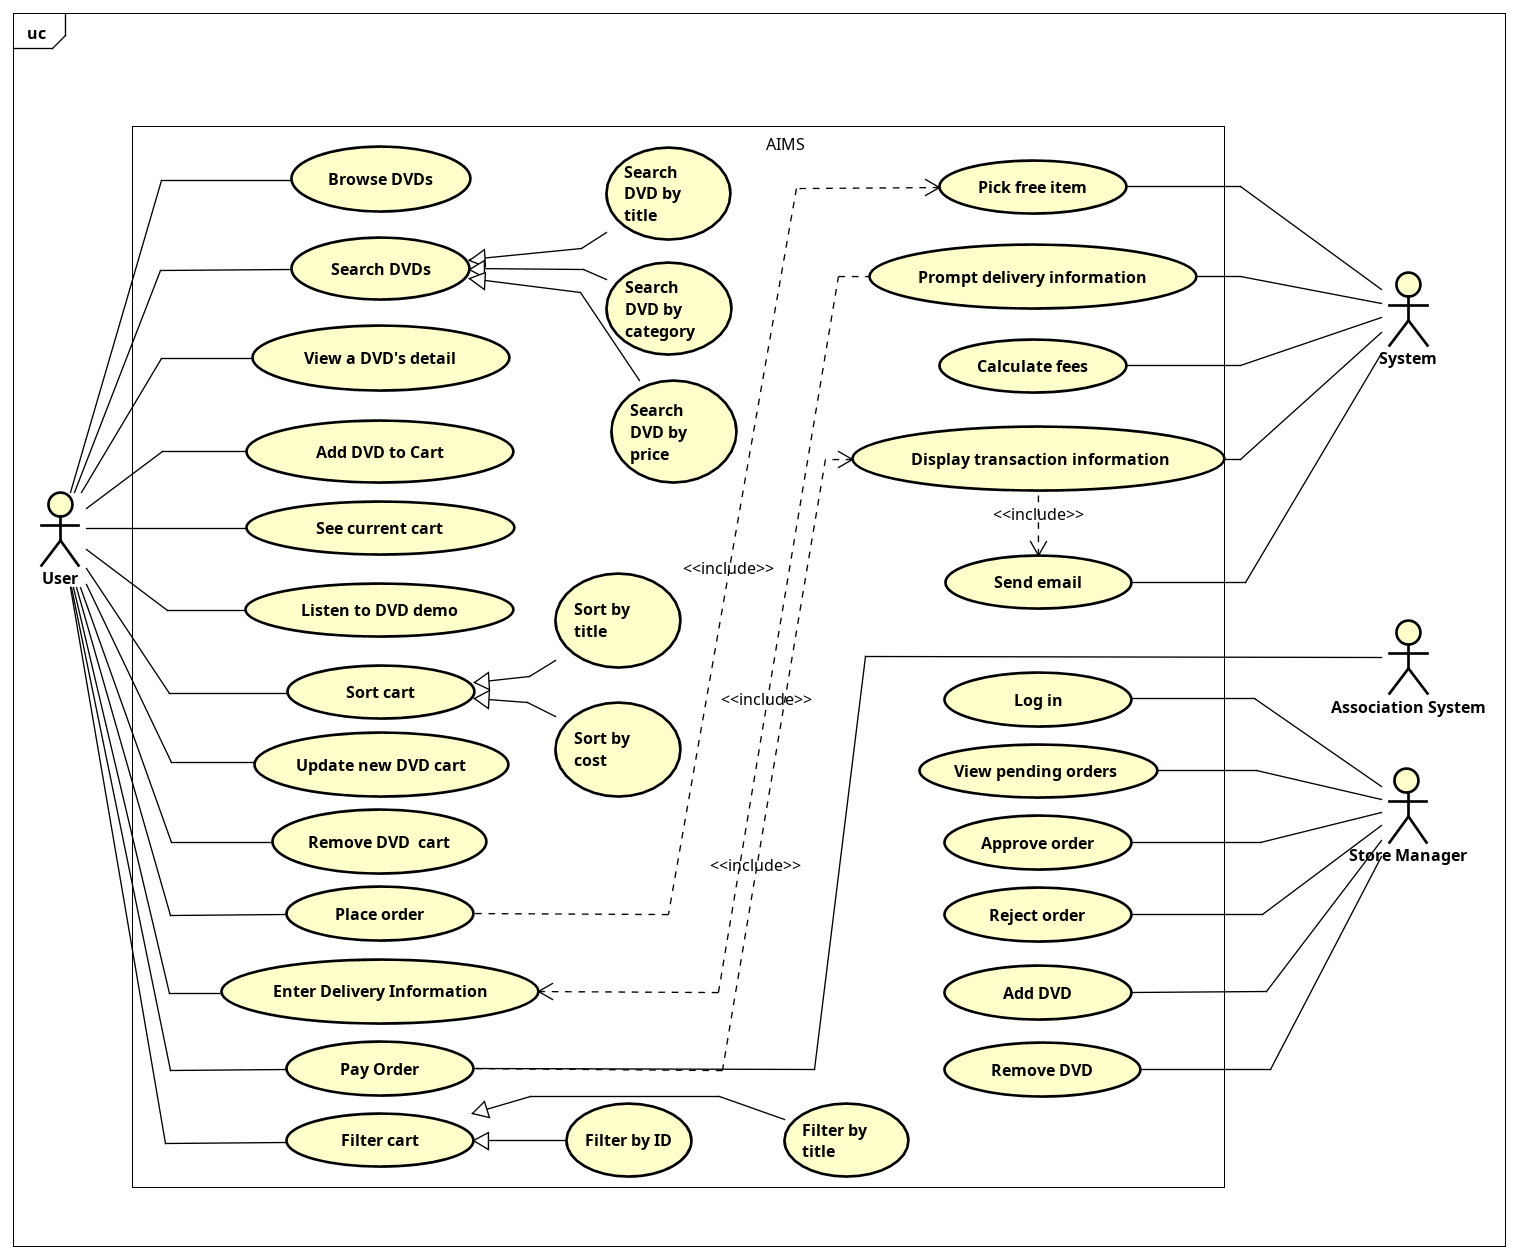 uc
AIMS
Browse DVDs
Search
DVD by
title
Pick free item
Search DVDs
Prompt delivery information
Search
DVD by
category
View a DVD's detail
Calculate fees
System
Search
DVD by
price
Add DVD to Cart
Display transaction information
<<include>>
See current cart
User
<<include>>
Send email
Listen to DVD demo
Sort by
title
Sort cart
<<include>>
Log in
Association System
Sort by
cost
Update new DVD cart
View pending orders
Remove DVD  cart
Approve order
Store Manager
<<include>>
Place order
Reject order
Enter Delivery Information
Add DVD
Pay Order
Remove DVD
Filter cart
Filter by ID
Filter by
title